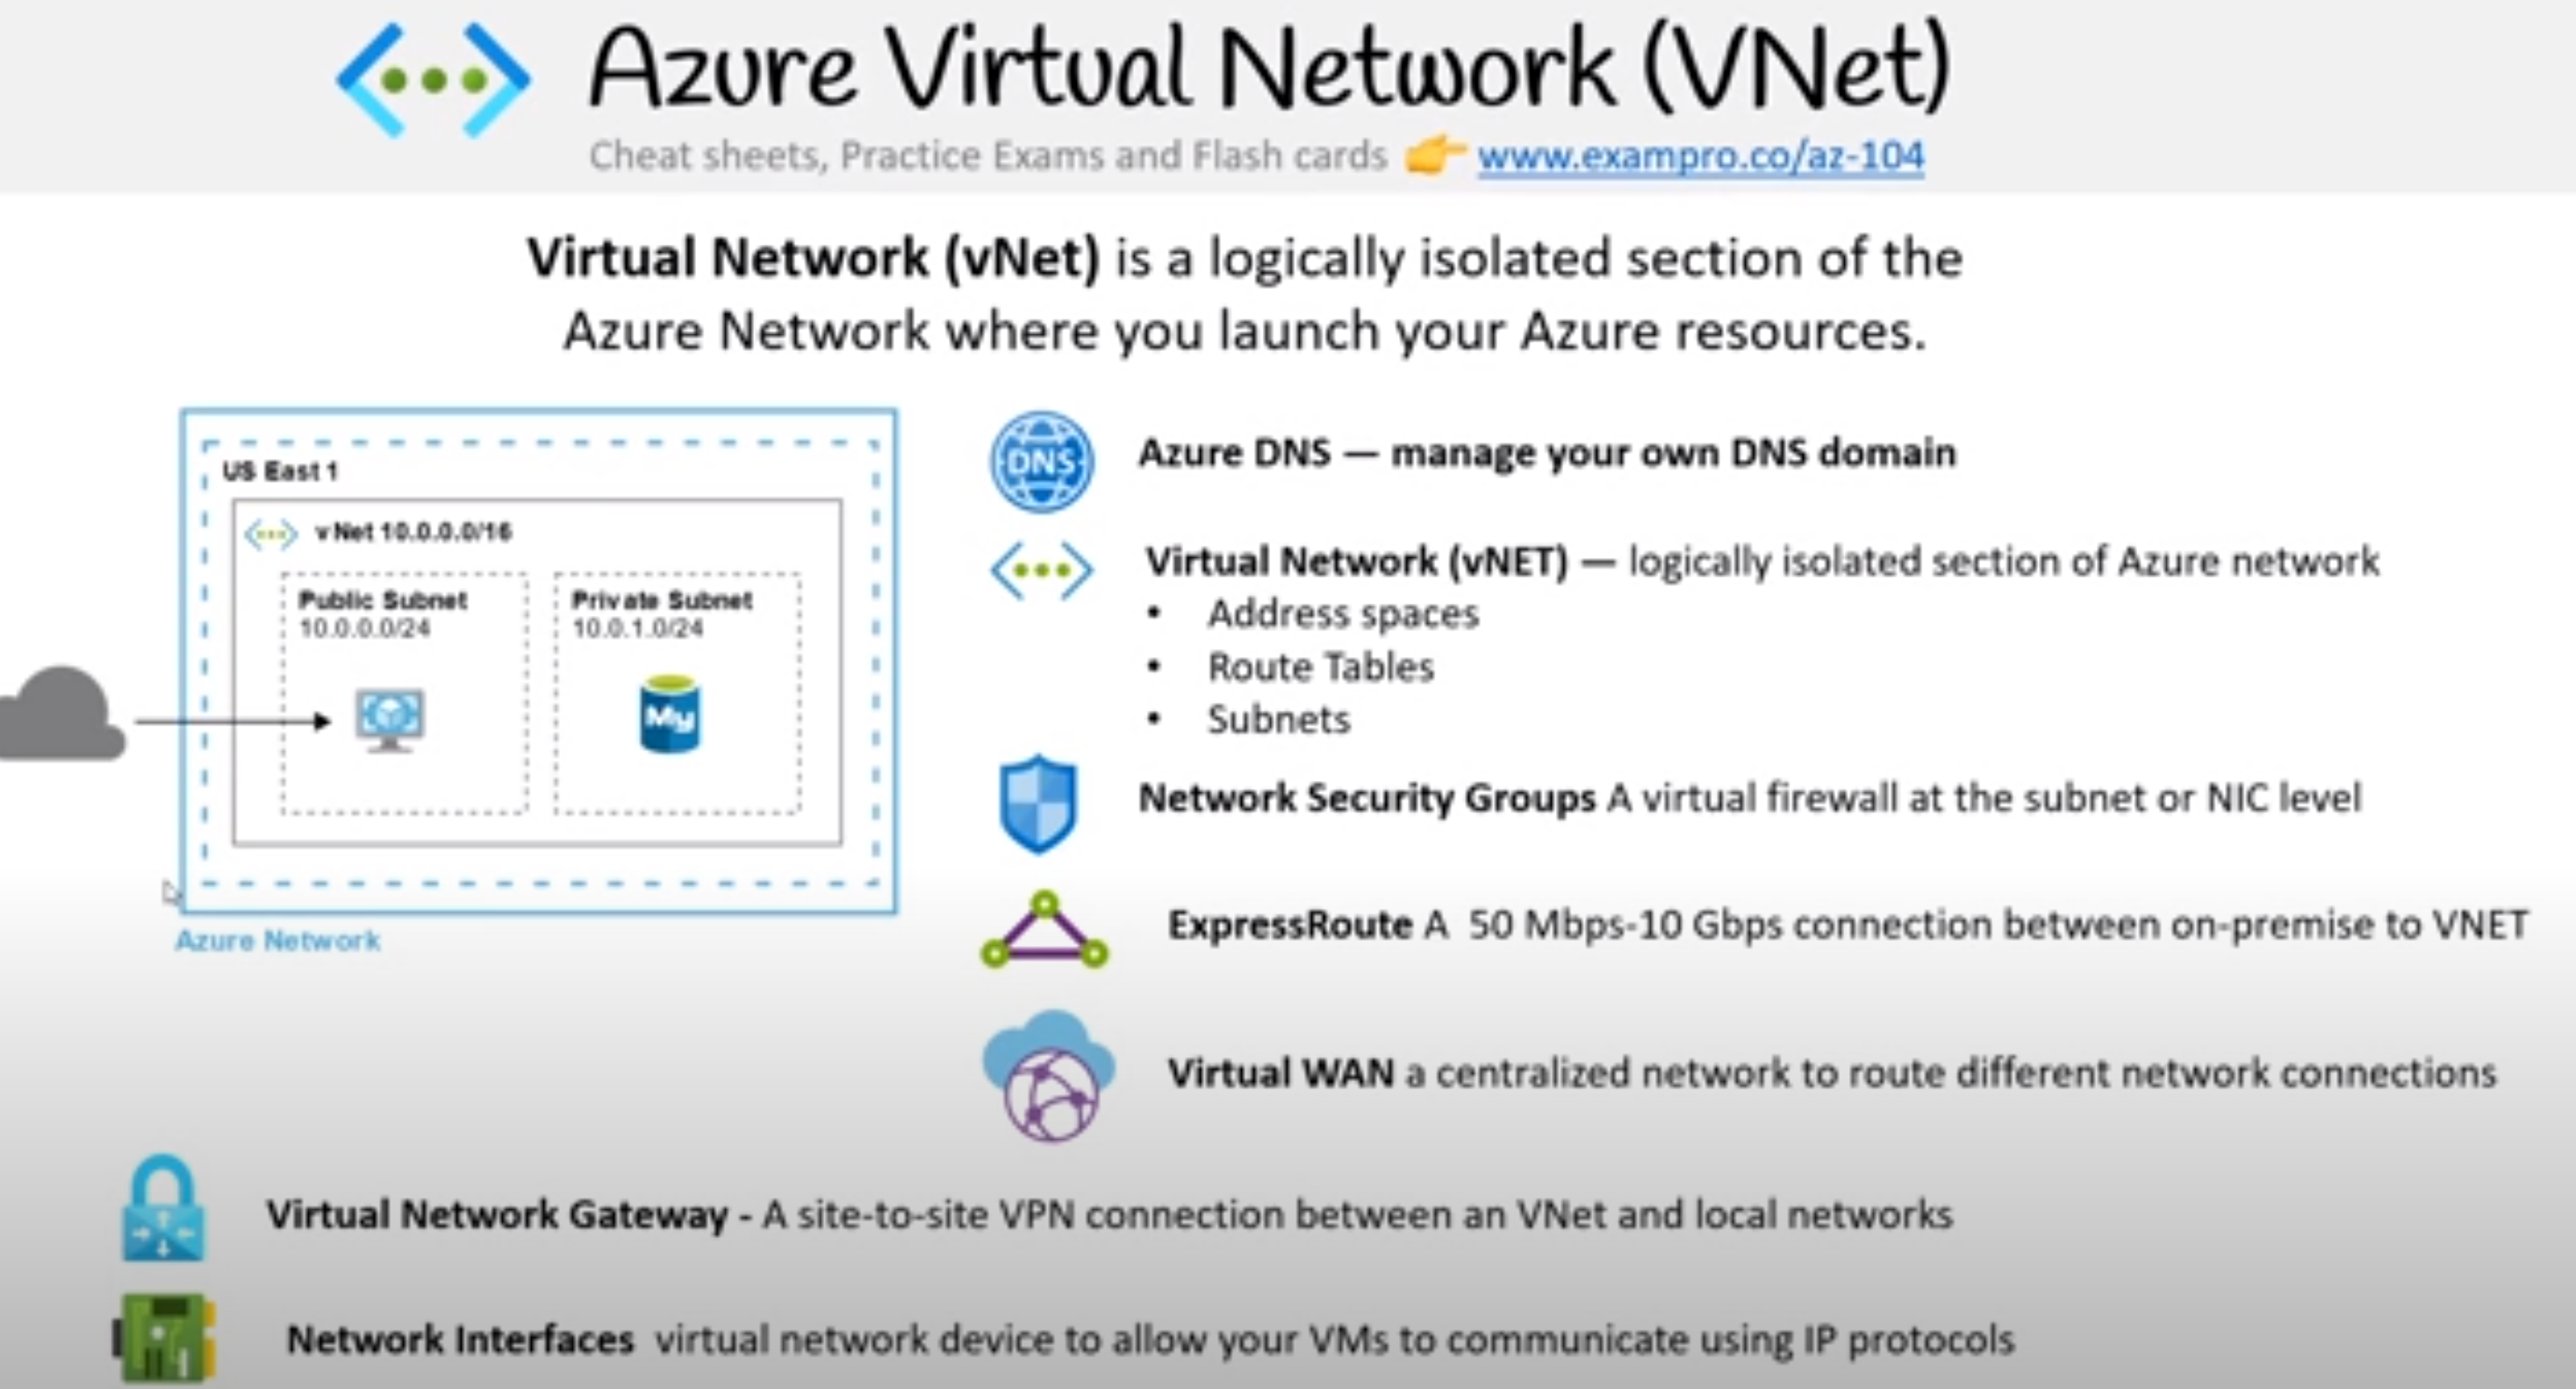 Azure Virtual Network (VNet)
Cheat sheets, Practice Exams and Flash cards 👉 www.exampro.co/az-104
Virtual Network (vNet) is a logically isolated section of the
Azure Network where you launch your Azure resources.
US East 1
vNet 10.0.0.0/16
Public Subnet
10.0.0.0/24
Private Subnet
10.0.1.0/24
My
Azure Network
DNS
Azure DNS — manage your own DNS domain
Virtual Network (vNET) — logically isolated section of Azure network
• Address spaces
• Route Tables
• Subnets
Network Security Groups A virtual firewall at the subnet or NIC level
ExpressRoute A 50 Mbps-10 Gbps connection between on-premise to VNET
Virtual WAN a centralized network to route different network connections
Virtual Network Gateway - A site-to-site VPN connection between an VNet and local networks
Network Interfaces virtual network device to allow your VMs to communicate using IP protocols